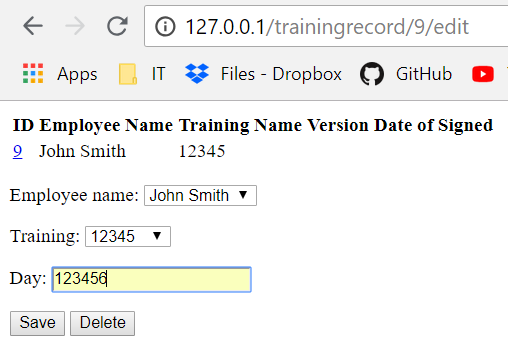 127.0.0.1/trainingrecord/9/edit
Apps IT Files - Dropbox GitHub
ID Employee Name Training Name Version Date of Signed
9 John Smith 12345
Employee name: John Smith
Training: 12345
Day: 123456
Save Delete